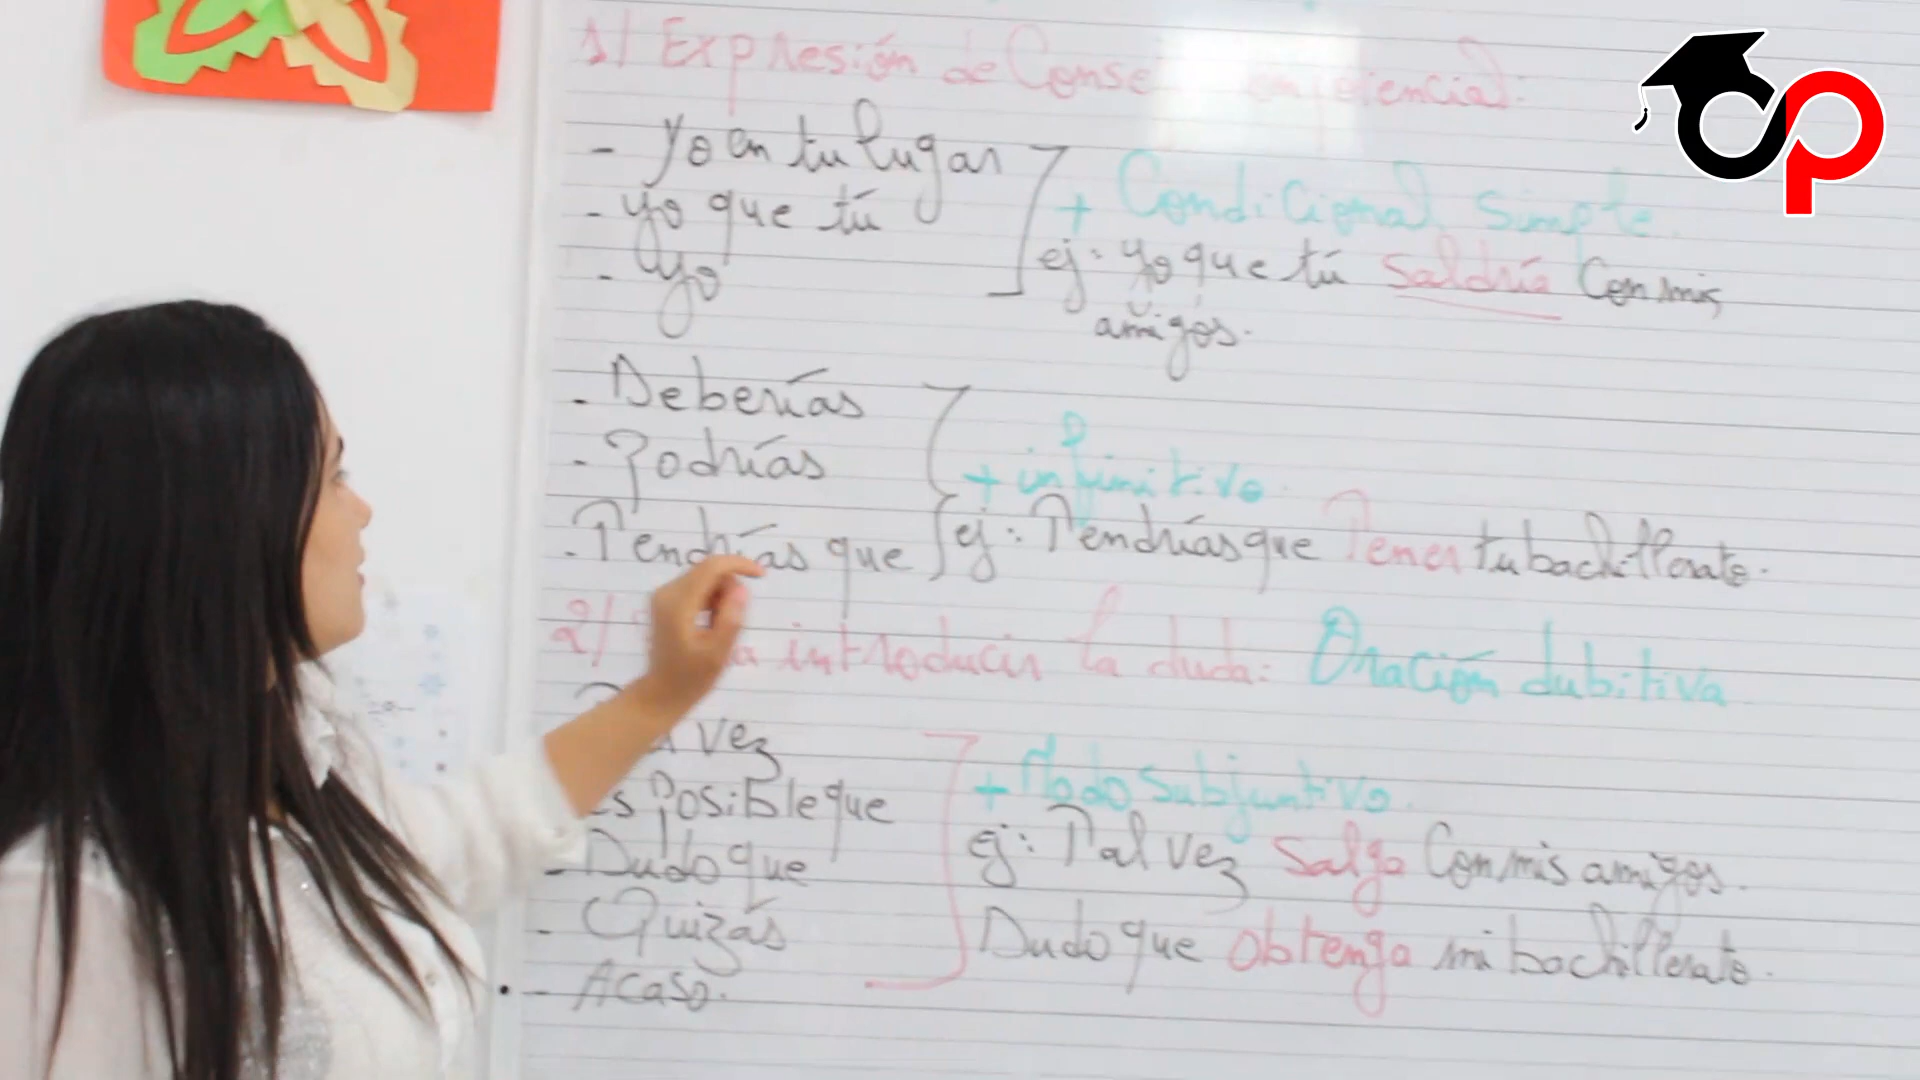 1/ Expresión de Conse
- Yo en tu lugar
- yo que tú
- yo
+ Condicional simple.
ej: yo que tú saldría con mis
amigos.
- Deberías
- Podrías
- Tendrías que
+ infinitivo.
ej: Tendrías que Tener tu bachillerato.
2/ introducir la duda: Oración dubitiva
vez
Es Posible que
- Dudo que
- Quizás
- Acaso.
+ Modo Subjuntivo.
ej: Tal vez Salga Con mis amigos.
Dudo que obtenga mi bachillerato.